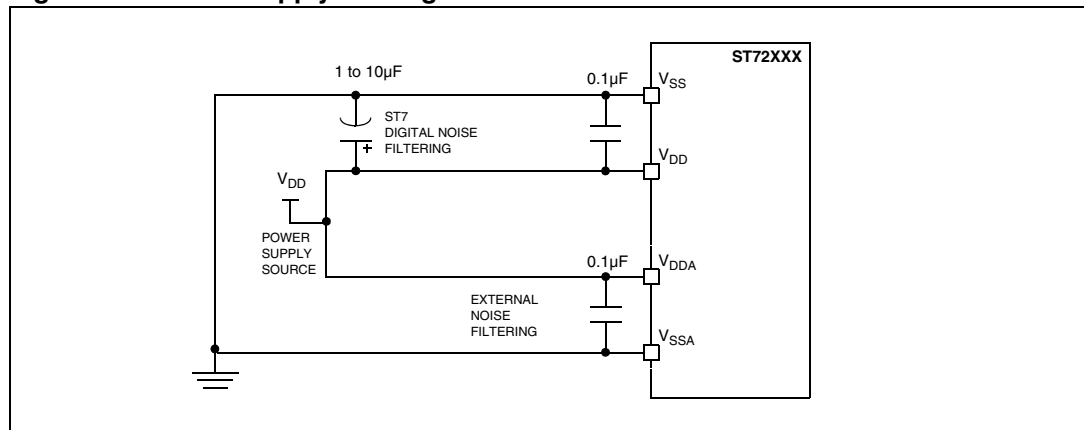 ST72XXX
1 to 10µF
0.1µF
VSS
ST7
DIGITAL NOISE
FILTERING
+
VDD
VDD
POWER
SUPPLY
SOURCE
0.1µF
VDDA
EXTERNAL
NOISE
FILTERING
VSSA